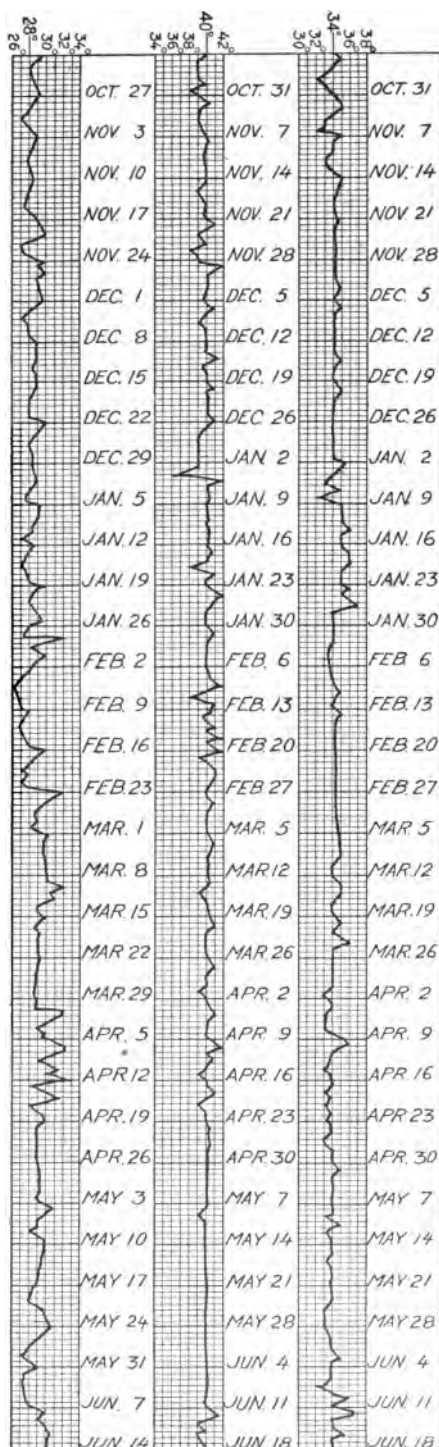 26° 28° 30° 32° 34° 34° 36° 38° 40° 42° 30° 32° 34° 36° 38°
OCT. 27 OCT. 31 OCT. 31
NOV. 3 NOV. 7 NOV. 7
NOV. 10 NOV. 14 NOV. 14
NOV. 17 NOV. 21 NOV. 21
NOV. 24 NOV. 28 NOV. 28
DEC. 1 DEC. 5 DEC. 5
DEC. 8 DEC. 12 DEC. 12
DEC. 15 DEC. 19 DEC. 19
DEC. 22 DEC. 26 DEC. 26
DEC. 29 JAN. 2 JAN. 2
JAN. 5 JAN. 9 JAN. 9
JAN. 12 JAN. 16 JAN. 16
JAN. 19 JAN. 23 JAN. 23
JAN. 26 JAN. 30 JAN. 30
FEB. 2 FEB. 6 FEB. 6
FEB. 9 FEB. 13 FEB. 13
FEB. 16 FEB. 20 FEB. 20
FEB. 23 FEB. 27 FEB. 27
MAR. 1 MAR. 5 MAR. 5
MAR. 8 MAR. 12 MAR. 12
MAR. 15 MAR. 19 MAR. 19
MAR. 22 MAR. 26 MAR. 26
MAR. 29 APR. 2 APR. 2
APR. 5 APR. 9 APR. 9
APR. 12 APR. 16 APR. 16
APR. 19 APR. 23 APR. 23
APR. 26 APR. 30 APR. 30
MAY 3 MAY 7 MAY 7
MAY 10 MAY 14 MAY 14
MAY 17 MAY 21 MAY 21
MAY 24 MAY 28 MAY 28
MAY 31 JUN. 4 JUN. 4
JUN. 7 JUN. 11 JUN. 11
JUN. 14 JUN. 18 JUN. 18